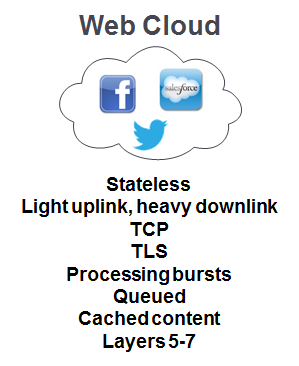 Web Cloud
f
salesforce
Stateless
Light uplink, heavy downlink
TCP
TLS
Processing bursts
Queued
Cached content
Layers 5-7